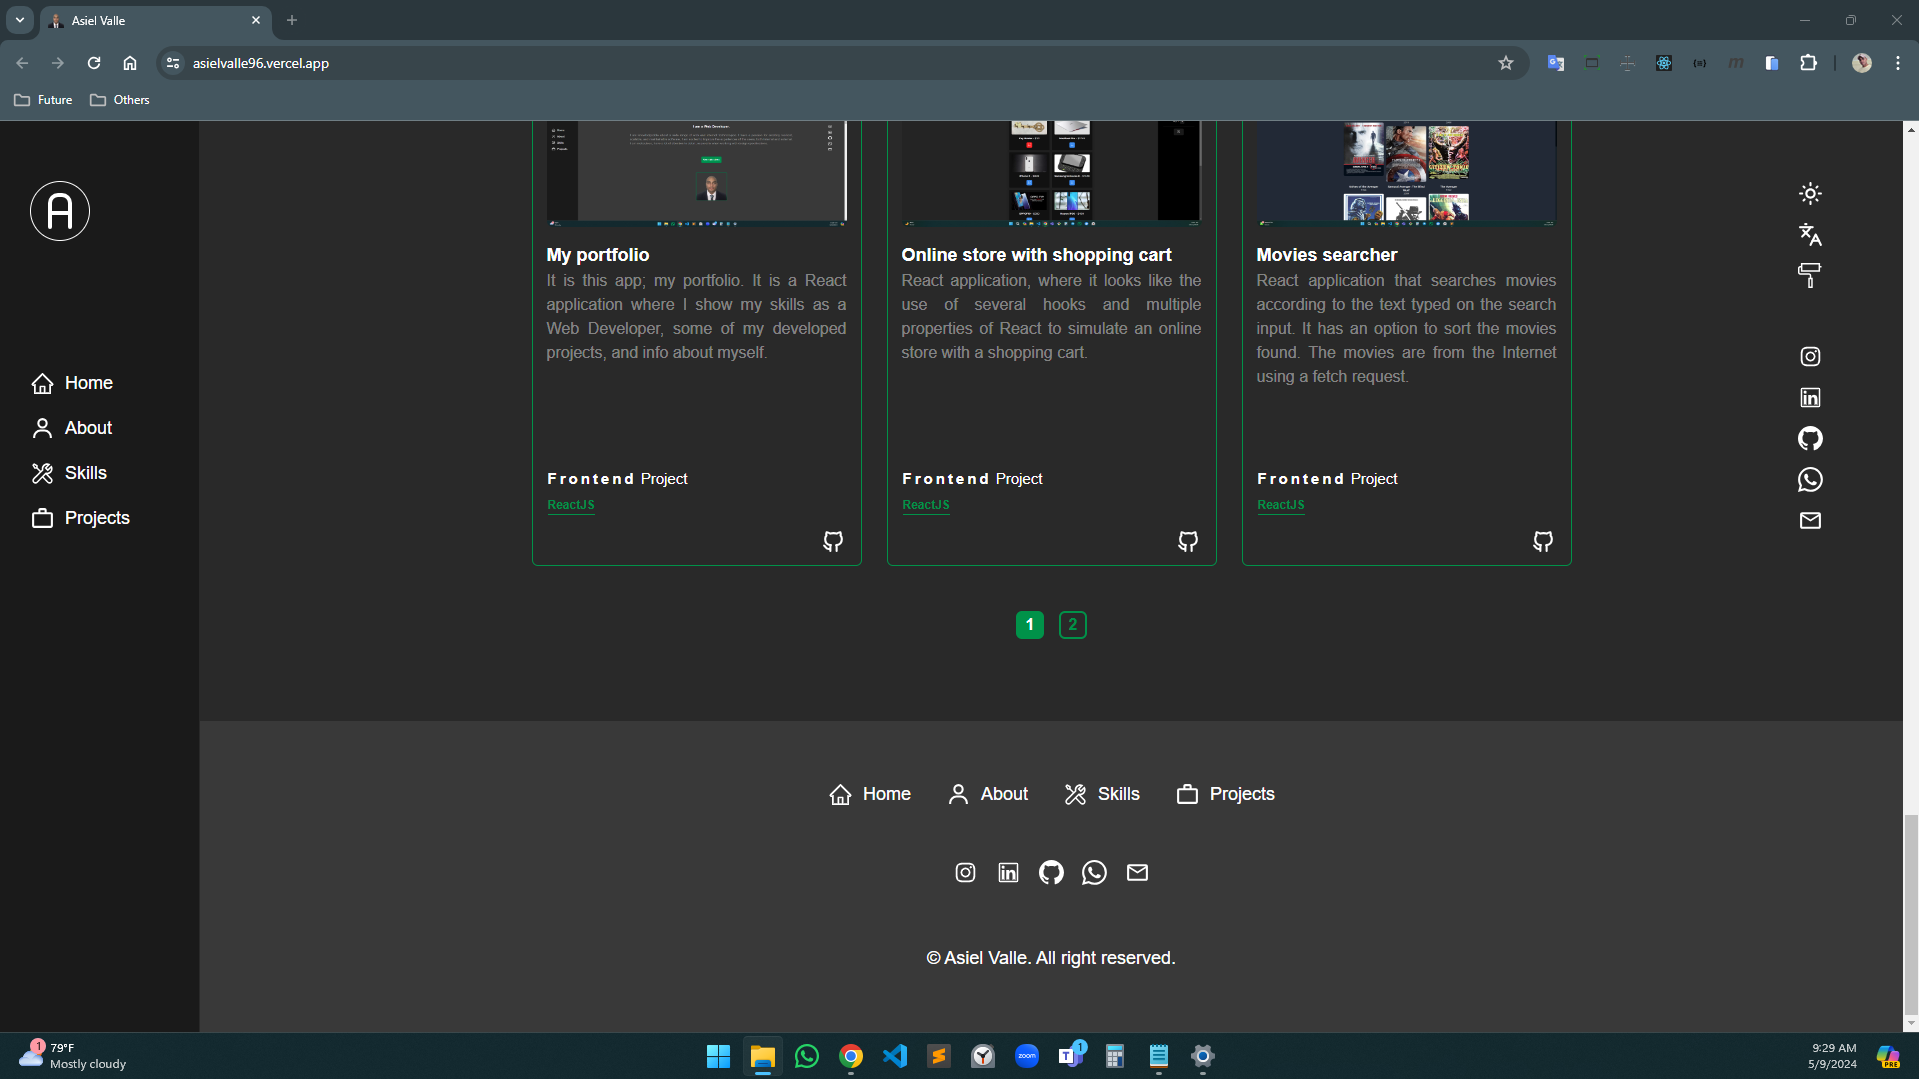 Asiel Valle
asielvalle96.vercel.app
Future
Others
A
Home
About
Skills
Projects
My portfolio
It is this app; my portfolio. It is a React
application where I show my skills as a
Web Developer, some of my developed
projects, and info about myself.
Frontend Project
ReactJS
Online store with shopping cart
React application, where it looks like the
use of several hooks and multiple
properties of React to simulate an online
store with a shopping cart.
Frontend Project
ReactJS
Movies searcher
React application that searches movies
according to the text typed on the search
input. It has an option to sort the movies
found. The movies are from the Internet
using a fetch request.
Frontend Project
ReactJS
1
2
Home
About
Skills
Projects
© Asiel Valle. All right reserved.
1
79°F
Mostly cloudy
zoom
1
9:29 AM
5/9/2024
PRE